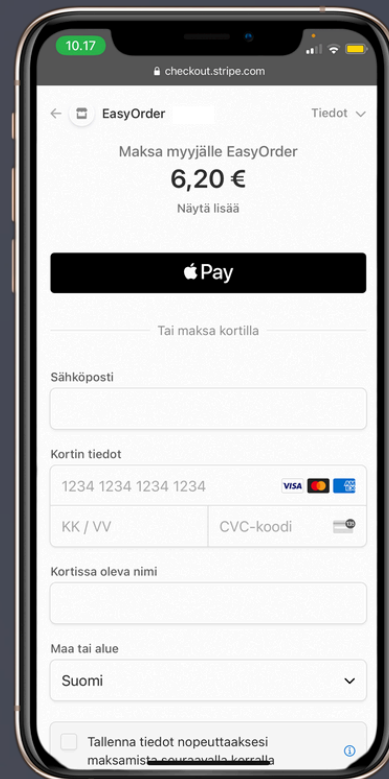 10.17
checkout.stripe.com
EasyOrder
Tiedot
Maksa myyjälle EasyOrder
6,20 €
Näytä lisää
Pay
Tai maksa kortilla
Sähköposti
Kortin tiedot
1234 1234 1234 1234 VISA
KK / VV CVC-koodi
Kortissa oleva nimi
Maa tai alue
Suomi
Tallenna tiedot nopeuttaaksesi
maksamista seuraavalla kerralla